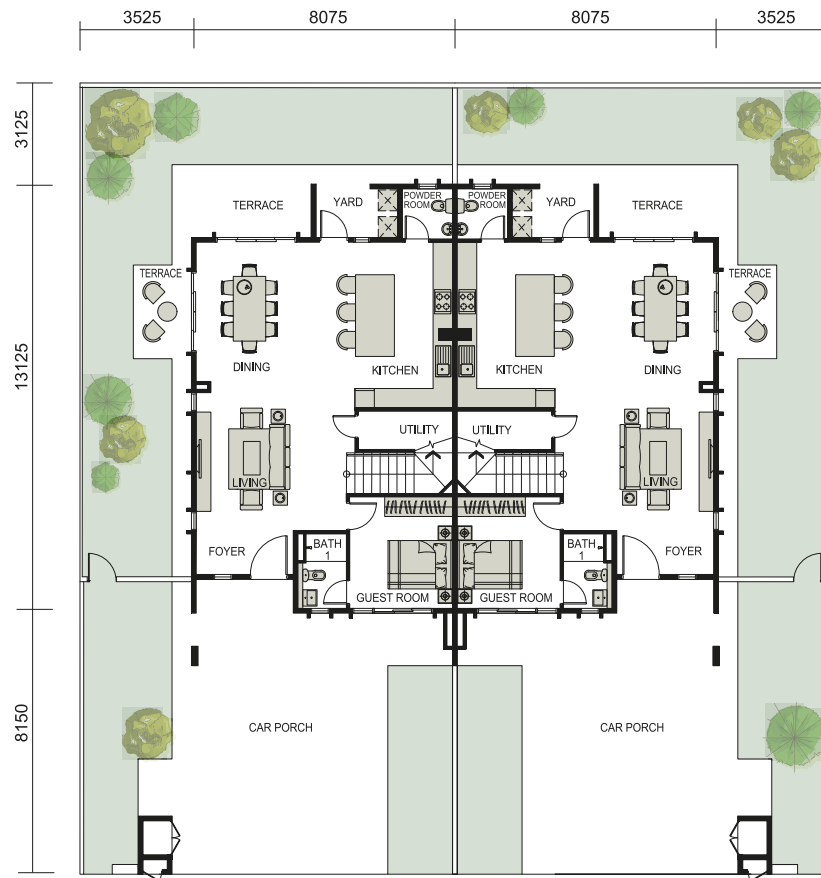 3525 8075 8075 3525
3125
13125
8150
TERRACE YARD POWDER
ROOM POWDER
ROOM YARD TERRACE
TERRACE TERRACE
DINING KITCHEN KITCHEN DINING
UTILITY UTILITY
LIVING LIVING
FOYER BATH
1 BATH
1 FOYER
GUEST ROOM GUEST ROOM
CAR PORCH CAR PORCH